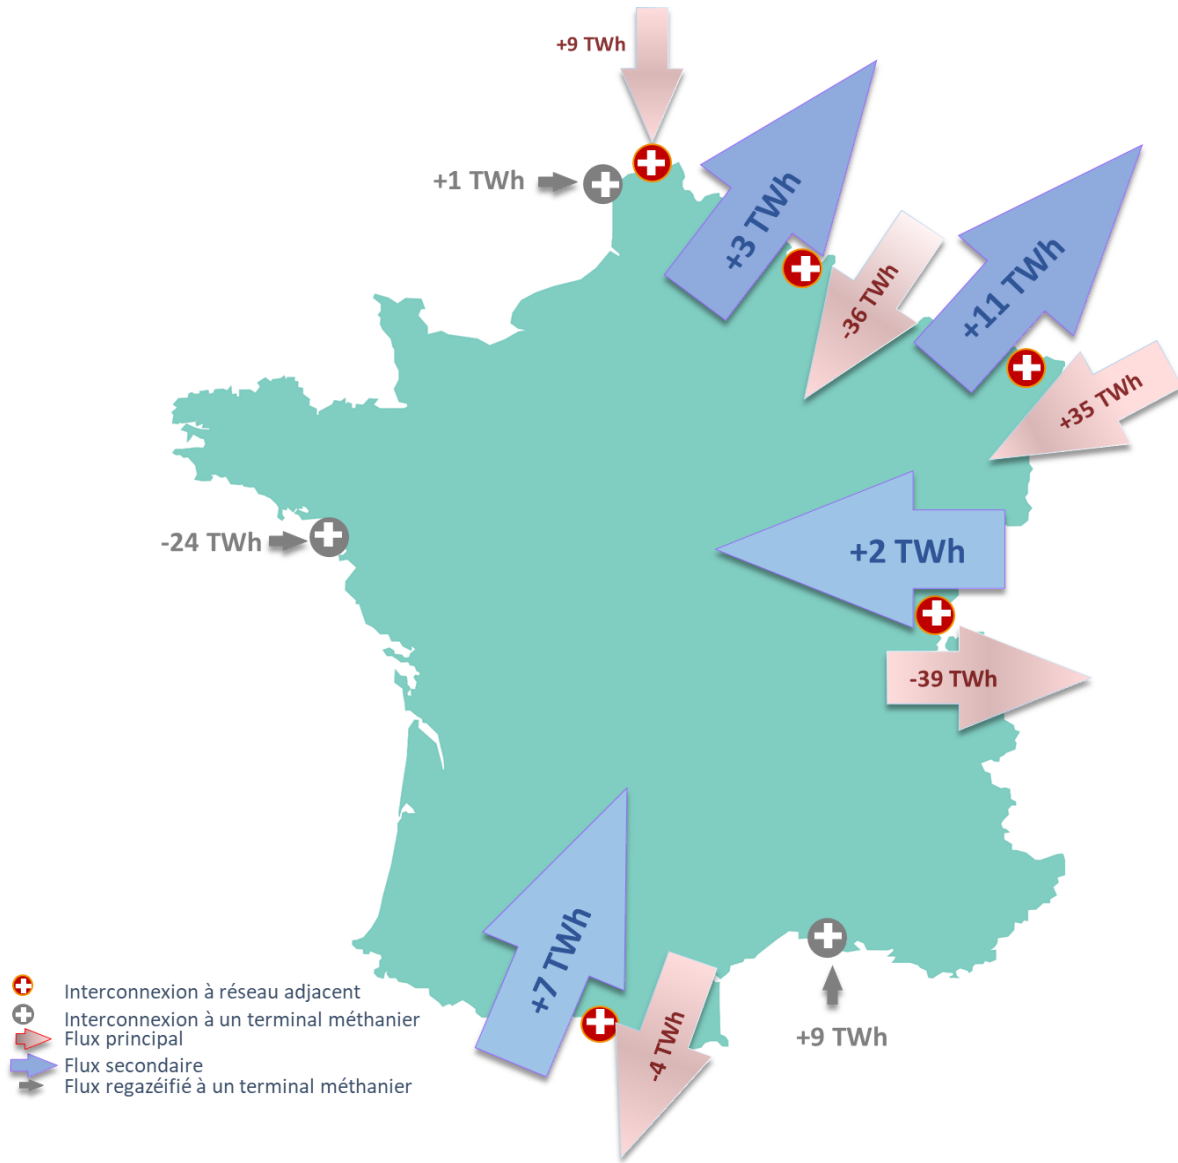 +9 TWh
+1 TWh
+3 TWh
-36 TWh
+11 TWh
+35 TWh
-24 TWh
+2 TWh
-39 TWh
+7 TWh
-4 TWh
+9 TWh
Interconnexion à réseau adjacent
Interconnexion à un terminal méthanier
Flux principal
Flux secondaire
Flux regazéifié à un terminal méthanier